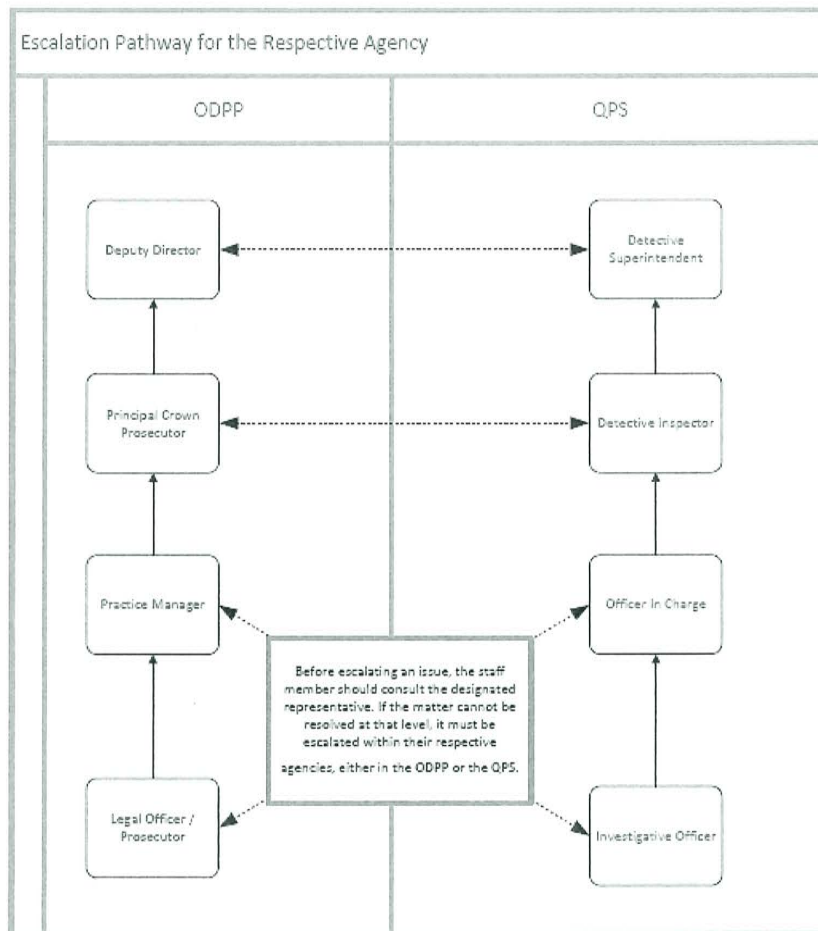 Escalation Pathway for the Respective Agency
ODPP
QPS
Deputy Director
Detective
Superintendent
Principal Crown
Prosecutor
Detective Inspector
Practice Manager
Officer In Charge
Before escalating an issue, the staff
member should consult the designated
representative. If the matter cannot be
resolved at that level, it must be
escalated within their respective
agencies, either in the ODPP or the QPS.
Legal Officer /
Prosecutor
Investigative Officer